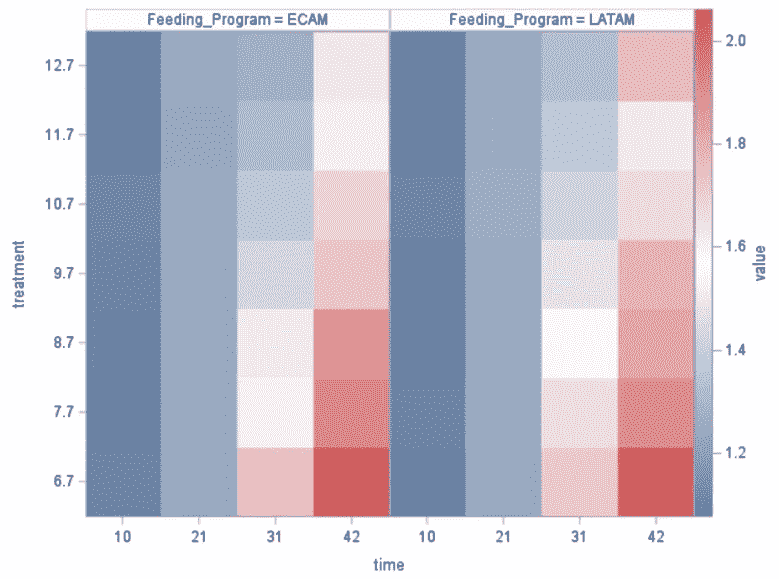 Feeding_Program = ECAM Feeding_Program = LATAM
12.7
11.7
10.7
9.7
8.7
7.7
6.7
treatment
10 21 31 42 10 21 31 42
time
2.0
1.8
1.6
1.4
1.2
value